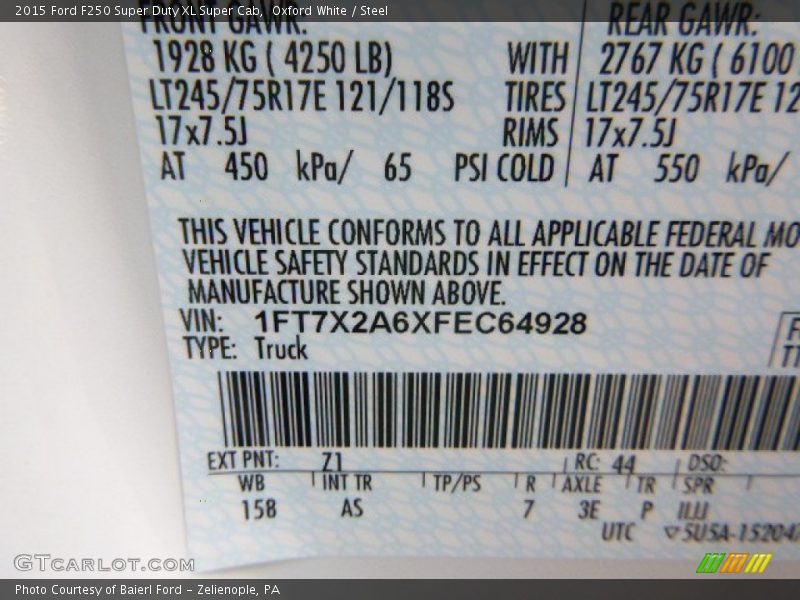 2015 Ford F250 Super Duty XL Super Cab, Oxford White / Steel
FRONT GAWR: REAR GAWR:
1928 KG ( 4250 LB) WITH 2767 KG ( 6100
LT245/75R17E 121/118S TIRES LT245/75R17E 12
17x7.5J RIMS 17x7.5J
AT 450 kPa/ 65 PSI COLD AT 550 kPa/
THIS VEHICLE CONFORMS TO ALL APPLICABLE FEDERAL MO
VEHICLE SAFETY STANDARDS IN EFFECT ON THE DATE OF
MANUFACTURE SHOWN ABOVE.
VIN: 1FT7X2A6XFEC64928
TYPE: Truck
EXT PNT: Z1 RC: 44 DSO:
WB INT TR TP/PS R AXLE TR SPR
158 AS 7 3E P
UTC ▽SUSA-15204
GTCARLOT.COM
Photo Courtesy of Baierl Ford - Zelienople, PA